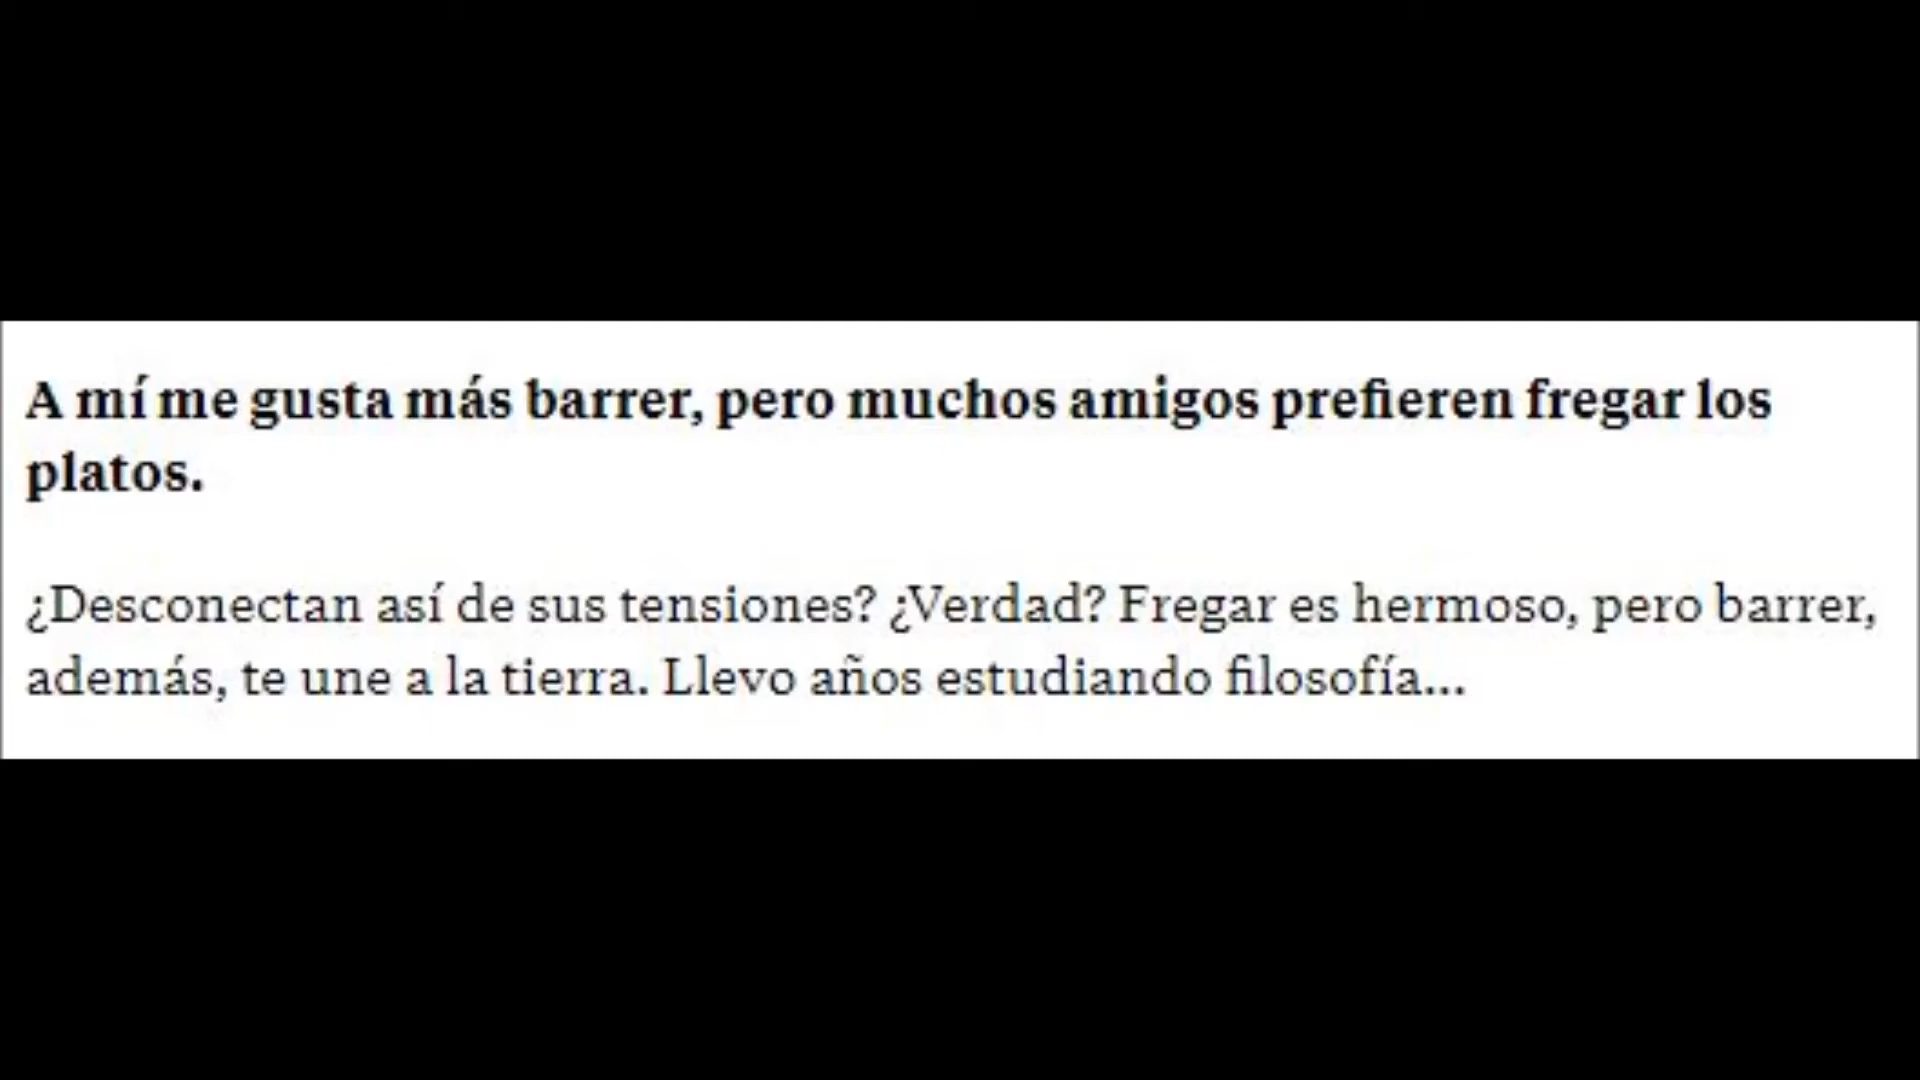 A mí me gusta más barrer, pero muchos amigos prefieren fregar los
platos.
¿Desconectan así de sus tensiones? ¿Verdad? Fregar es hermoso, pero barrer,
además, te une a la tierra. Llevo años estudiando filosofía...